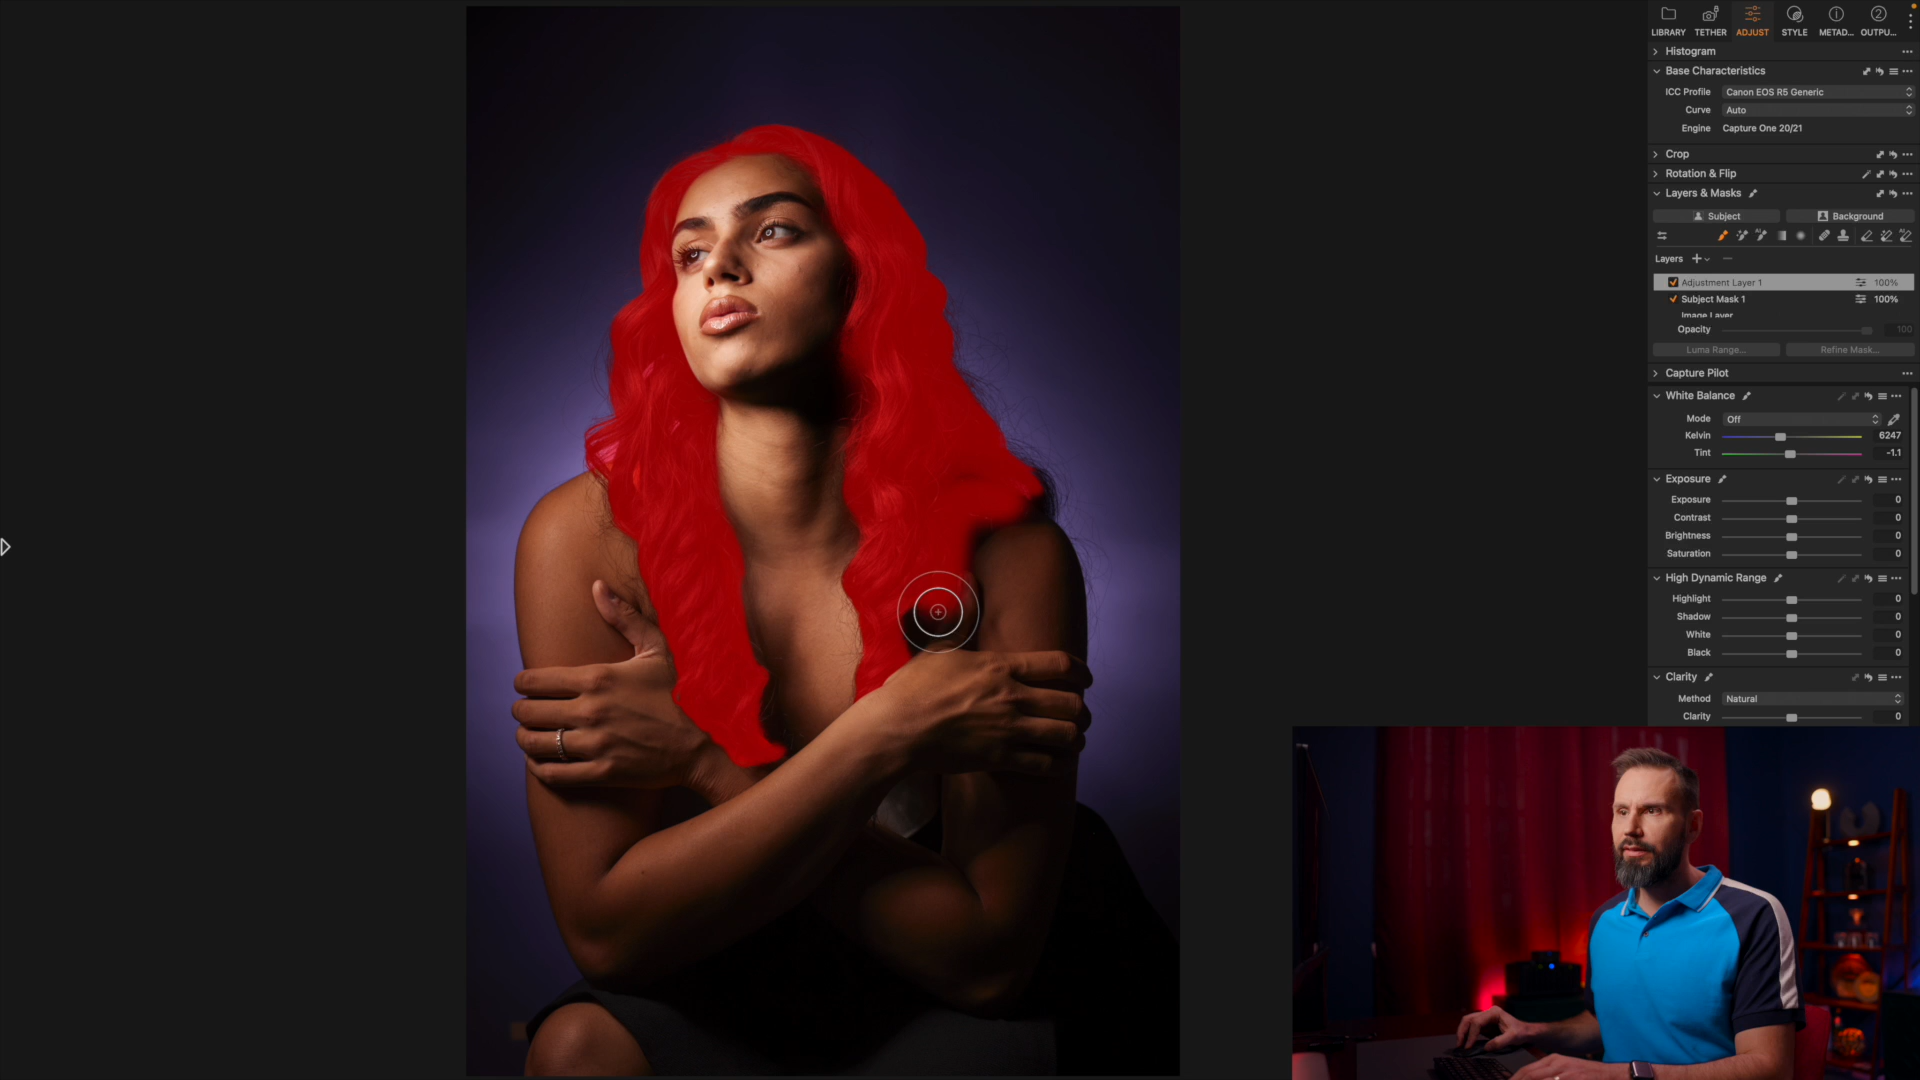 LIBRARY TETHER ADJUST STYLE METAD... OUTPU...
Histogram
Base Characteristics
ICC Profile Canon EOS R5 Generic
Curve Auto
Engine Capture One 20/21
Crop
Rotation & Flip
Layers & Masks
Subject Background
Layers
Adjustment Layer 1 100%
Subject Mask 1 100%
Image Layer
Opacity 100
Luma Range... Refine Mask...
Capture Pilot
White Balance
Mode Off
Kelvin 6247
Tint -1.1
Exposure
Exposure 0
Contrast 0
Brightness 0
Saturation 0
High Dynamic Range
Highlight 0
Shadow 0
White 0
Black 0
Clarity
Method Natural
Clarity 0